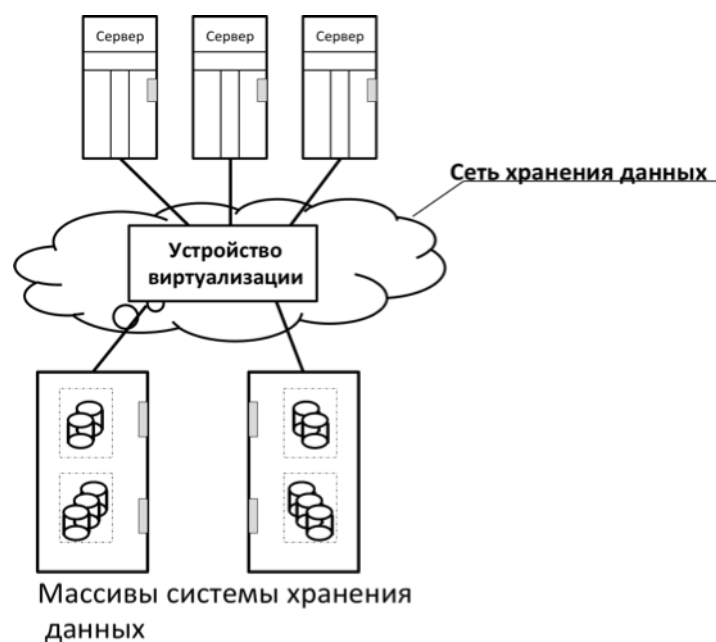 Сервер
Сервер
Сервер
Сеть хранения данных
Устройство
виртуализации
Массивы системы хранения
данных